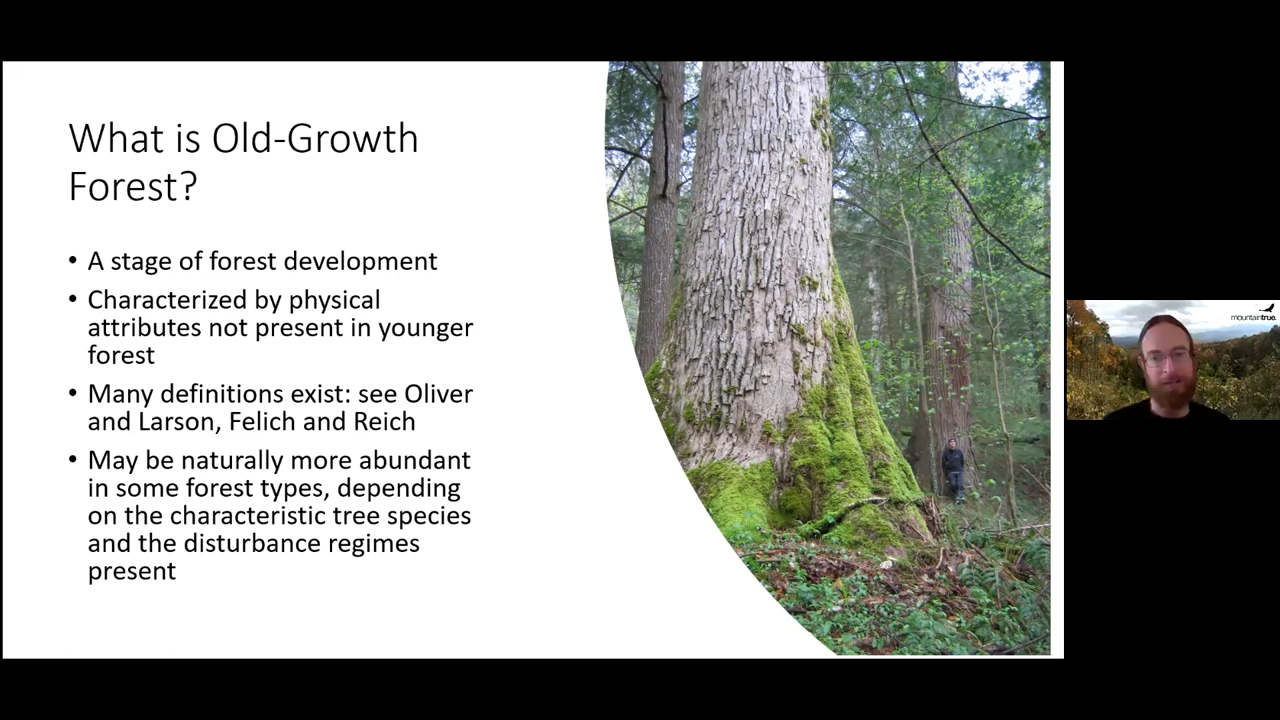 What is Old-Growth
Forest?
• A stage of forest development
• Characterized by physical
attributes not present in younger
forest
• Many definitions exist: see Oliver
and Larson, Felich and Reich
• May be naturally more abundant
in some forest types, depending
on the characteristic tree species
and the disturbance regimes
present
mountaintrue